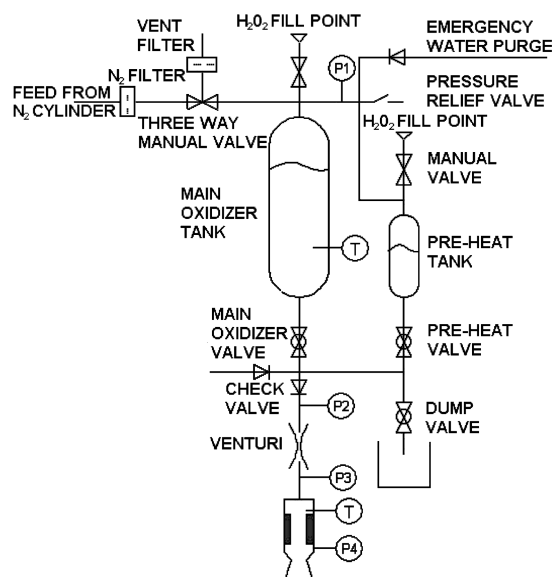 H₂O₂ FILL POINT
VENT
FILTER
EMERGENCY
WATER PURGE
P1
N₂ FILTER
FEED FROM
N₂ CYLINDER
PRESSURE
RELIEF VALVE
THREE WAY
MANUAL VALVE
H₂O₂ FILL POINT
MANUAL
VALVE
MAIN
OXIDIZER
TANK
T
PRE-HEAT
TANK
MAIN
OXIDIZER
VALVE
PRE-HEAT
VALVE
CHECK
VALVE
P2
DUMP
VALVE
VENTURI
P3
T
P4